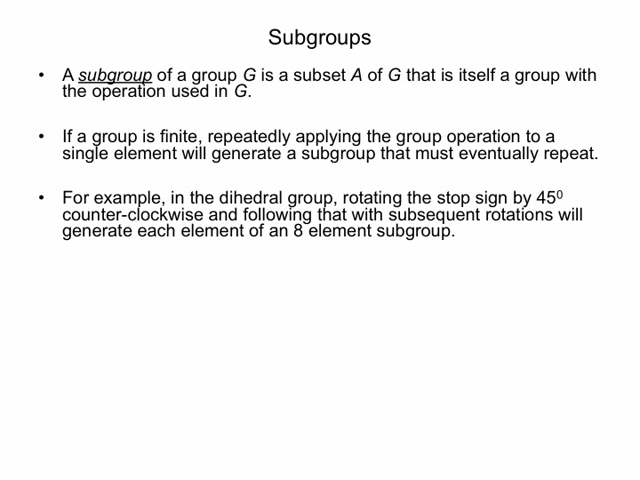 Subgroups
• A subgroup of a group G is a subset A of G that is itself a group with
the operation used in G.
• If a group is finite, repeatedly applying the group operation to a
single element will generate a subgroup that must eventually repeat.
• For example, in the dihedral group, rotating the stop sign by 45⁰
counter-clockwise and following that with subsequent rotations will
generate each element of an 8 element subgroup.